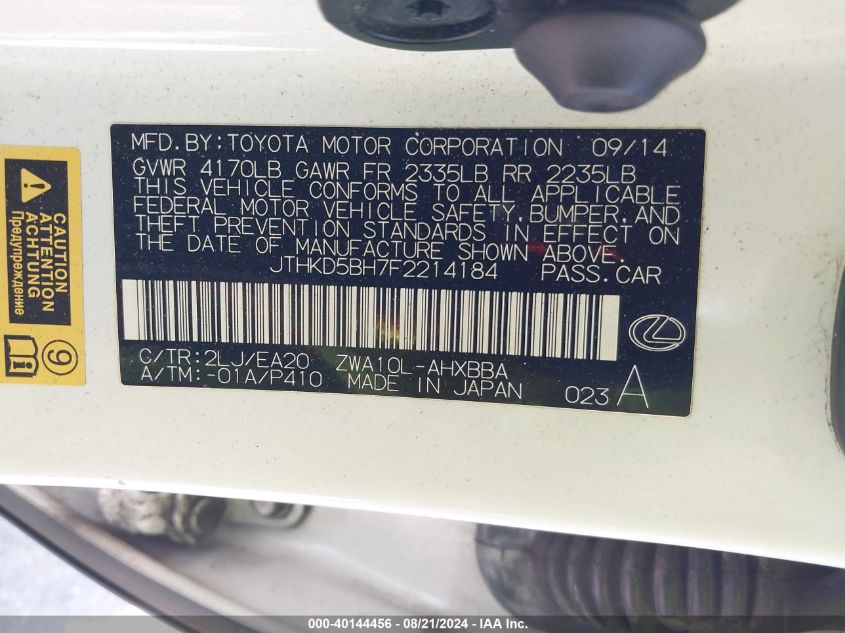 MFD.BY:TOYOTA MOTOR CORPORATION 09/14
GVWR 4170LB GAWR FR 2335LB RR 2235LB
THIS VEHICLE CONFORMS TO ALL APPLICABLE
FEDERAL MOTOR VEHICLE SAFETY,BUMPER,AND
THEFT PREVENTION STANDARDS IN EFFECT ON
THE DATE OF MANUFACTURE SHOWN ABOVE.
JTHKD5BH7F2214184 PASS.CAR
C/TR:2LJ/EA20 ZWA10L-AHXBBA
A/TM:-01A/P410 MADE IN JAPAN 023 A
CAUTION
ATTENTION
ACHTUNG
Предупреждение
9
000-40144456 - 08/21/2024 - IAA Inc.